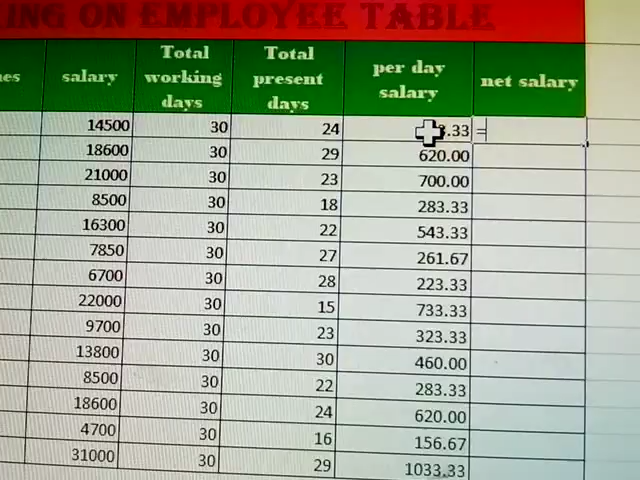 ING ON EMPLOYEE TABLE
es salary Total working days Total present days per day salary net salary
14500 30 24 3.33 =
18600 30 29 620.00
21000 30 23 700.00
8500 30 18 283.33
16300 30 22 543.33
7850 30 27 261.67
6700 30 28 223.33
22000 30 15 733.33
9700 30 23 323.33
13800 30 30 460.00
8500 30 22 283.33
18600 30 24 620.00
4700 30 16 156.67
31000 30 29 1033.33